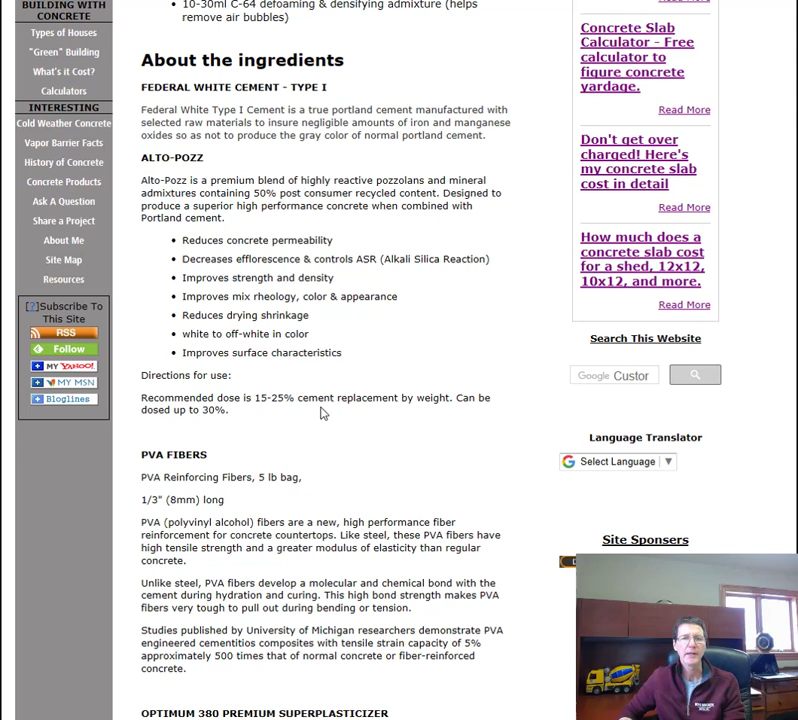 BUILDING WITH
CONCRETE
Types of Houses
"Green" Building
What's it Cost?
Calculators
INTERESTING
Cold Weather Concrete
Vapor Barrier Facts
History of Concrete
Concrete Products
Ask A Question
Share a Project
About Me
Site Map
Resources
[?]Subscribe To
This Site
RSS
Follow
MY YAHOO!
MY MSN
Bloglines
10-30ml C-64 defoaming & densifying admixture (helps
remove air bubbles)
About the ingredients
FEDERAL WHITE CEMENT - TYPE I
Federal White Type I Cement is a true portland cement manufactured with
selected raw materials to insure negligible amounts of iron and manganese
oxides so as not to produce the gray color of normal portland cement.
ALTO-POZZ
Alto-Pozz is a premium blend of highly reactive pozzolans and mineral
admixtures containing 50% post consumer recycled content. Designed to
produce a superior high performance concrete when combined with
Portland cement.
Reduces concrete permeability
Decreases efflorescence & controls ASR (Alkali Silica Reaction)
Improves strength and density
Improves mix rheology, color & appearance
Reduces drying shrinkage
white to off-white in color
Improves surface characteristics
Directions for use:
Recommended dose is 15-25% cement replacement by weight. Can be
dosed up to 30%.
PVA FIBERS
PVA Reinforcing Fibers, 5 lb bag,
1/3" (8mm) long
PVA (polyvinyl alcohol) fibers are a new, high performance fiber
reinforcement for concrete countertops. Like steel, these PVA fibers have
high tensile strength and a greater modulus of elasticity than regular
concrete.
Unlike steel, PVA fibers develop a molecular and chemical bond with the
cement during hydration and curing. This high bond strength makes PVA
fibers very tough to pull out during bending or tension.
Studies published by University of Michigan researchers demonstrate PVA
engineered cementitios composites with tensile strain capacity of 5%
approximately 500 times that of normal concrete or fiber-reinforced
concrete.
OPTIMUM 380 PREMIUM SUPERPLASTICIZER
Concrete Slab
Calculator - Free
calculator to
figure concrete
yardage.
Read More
Don't get over
charged! Here's
my concrete slab
cost in detail
Read More
How much does a
concrete slab cost
for a shed, 12x12,
10x12, and more.
Read More
Search This Website
Google Custor
Language Translator
Select Language
Site Sponsers